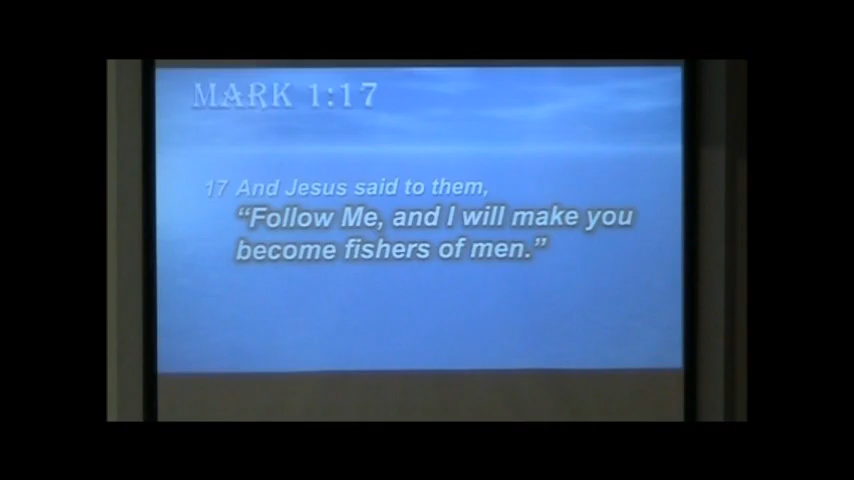 MARK 1:17
17 And Jesus said to them,
“Follow Me, and I will make you
become fishers of men.”